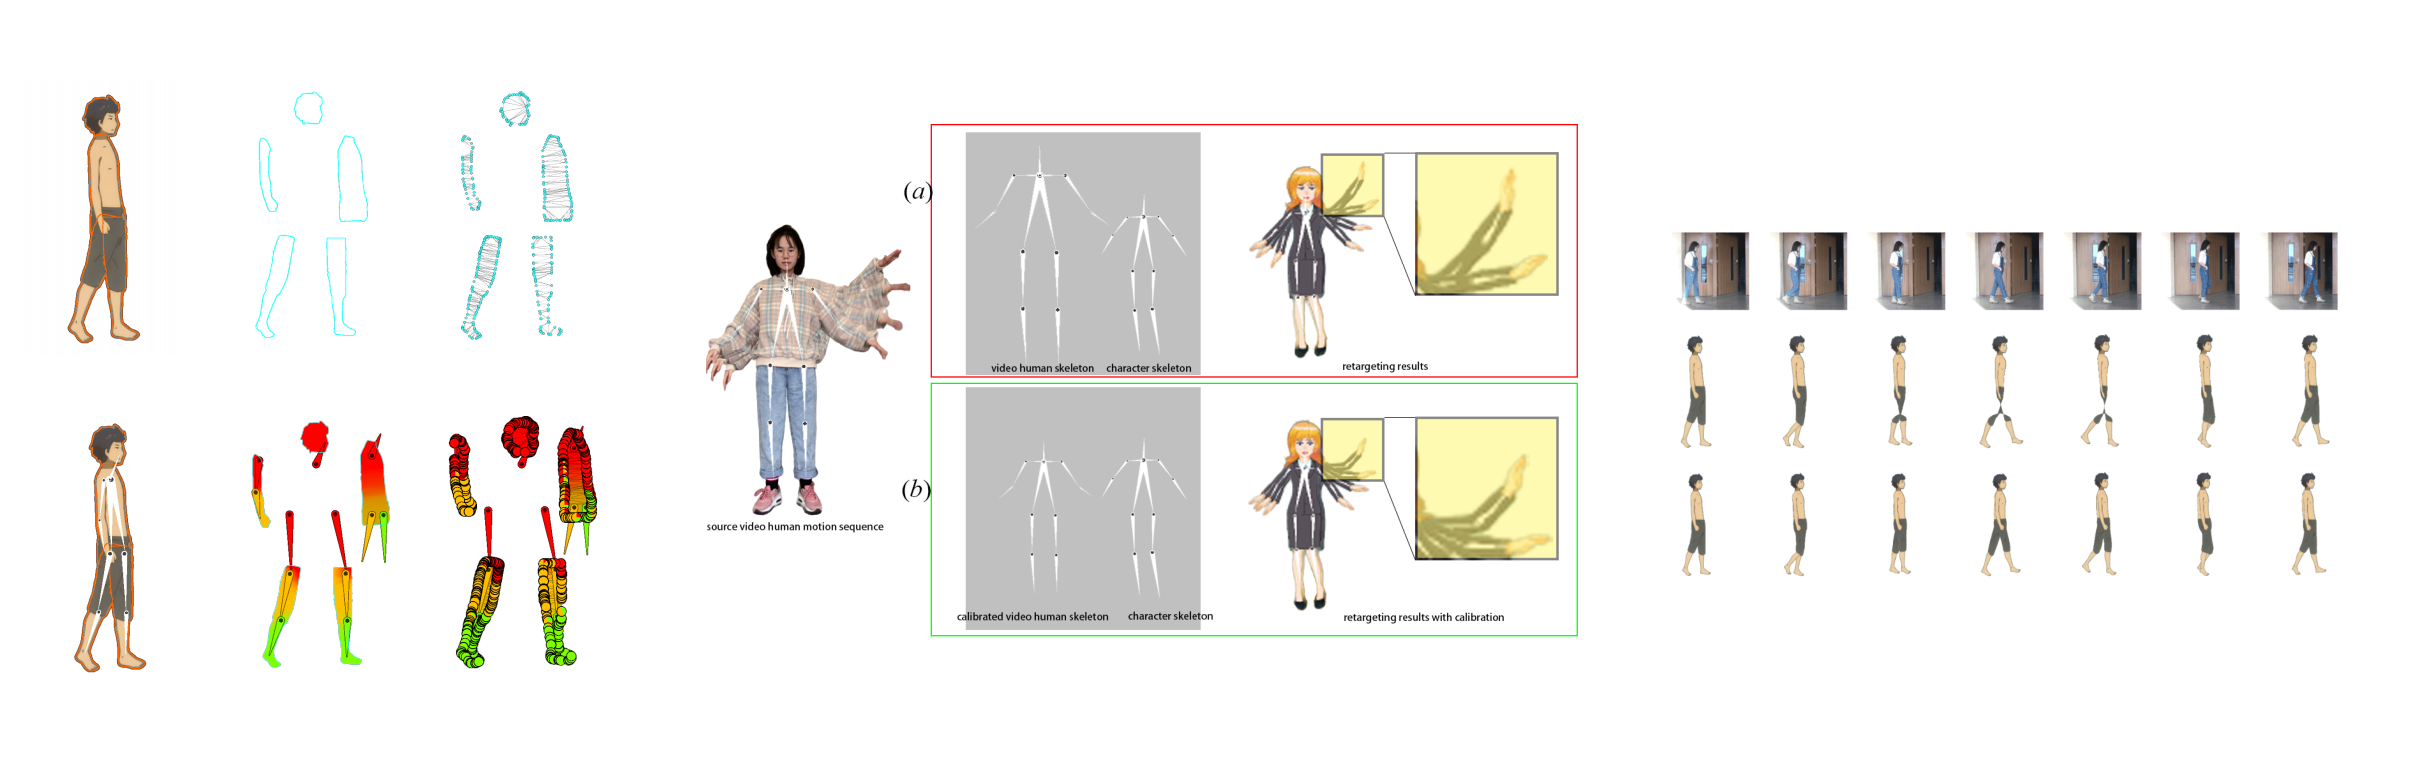 (a)
video human skeleton
character skeleton
retargeting results
source video human motion sequence
(b)
calibrated video human skeleton
character skeleton
retargeting results with calibration